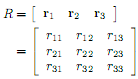 R = [ r₁ r₂ r₃ ]
= [ r₁₁ r₁₂ r₁₃
r₂₁ r₂₂ r₂₃
r₃₁ r₃₂ r₃₃ ]